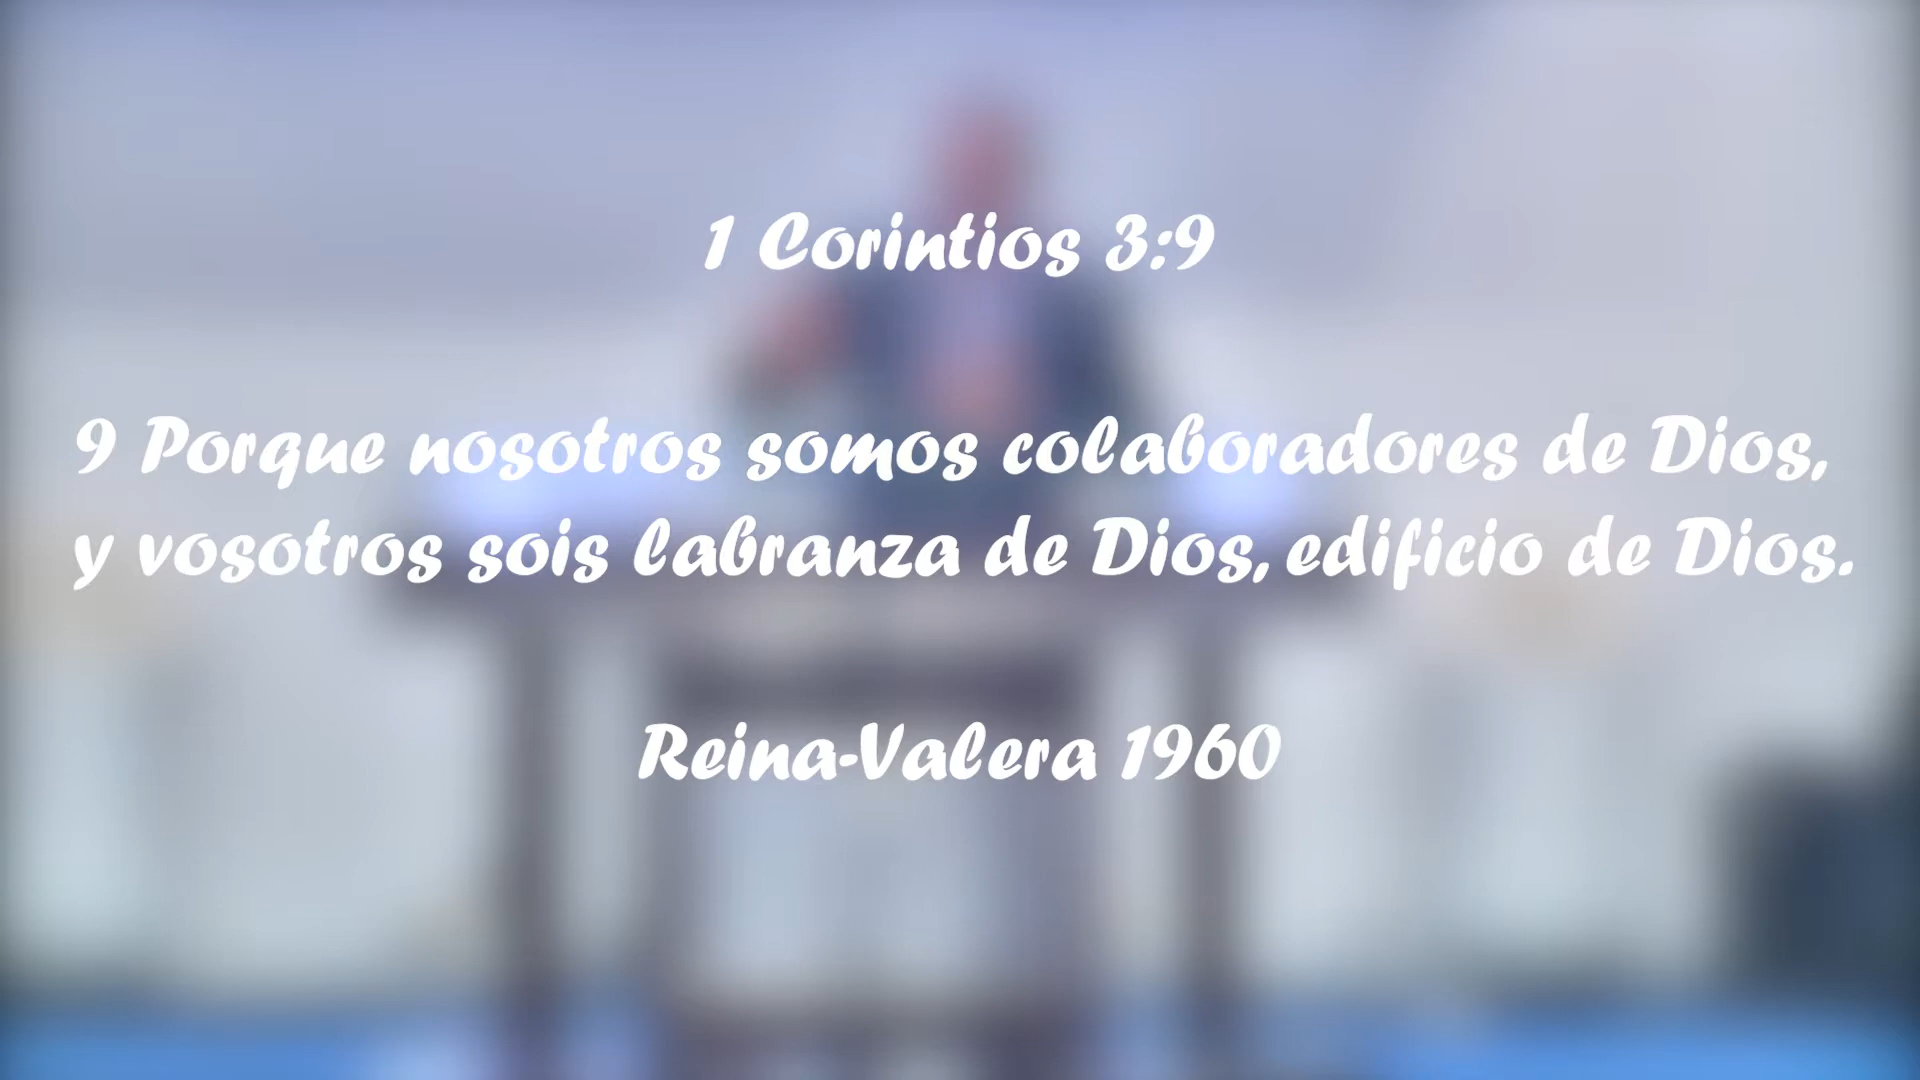 1 Corintios 3:9
9 Porque nosotros somos colaboradores de Dios,
y vosotros sois labranza de Dios, edificio de Dios.
Reina-Valera 1960